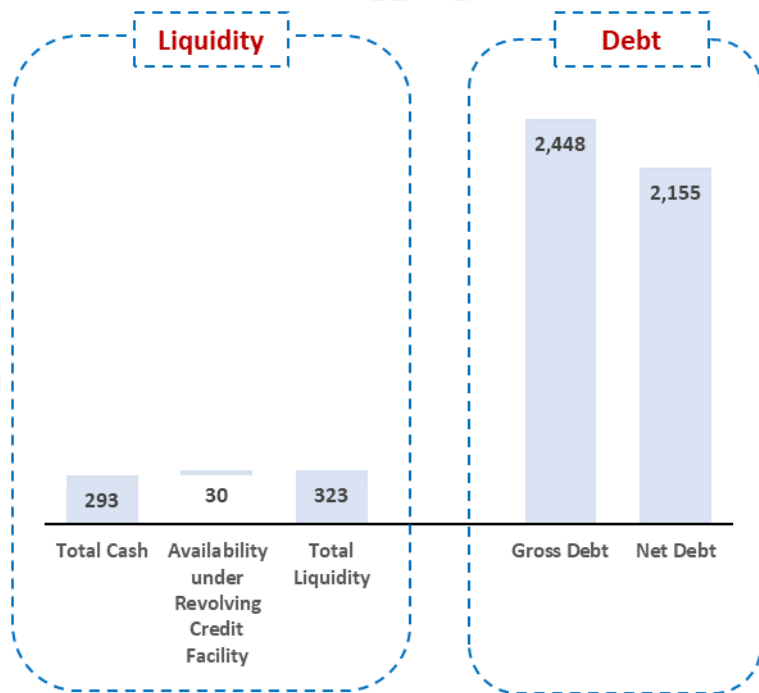 Liquidity
Debt
2,448
2,155
293
30
323
Total Cash
Availability
under
Revolving
Credit
Facility
Total
Liquidity
Gross Debt
Net Debt